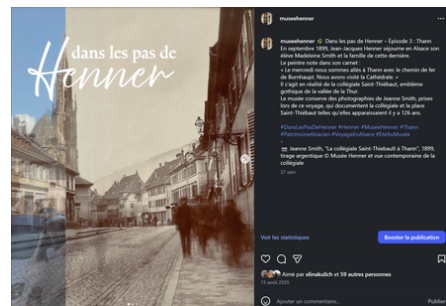 dans les pas de
Henner
museehenner
museehenner 🌿 Dans les pas de Henner – Épisode 3 : Thann
En septembre 1899, Jean-Jacques Henner séjourne en Alsace son
élève Madeleine Smith et la famille de cette dernière.
Le peintre note dans son carnet :
« Le mercredi nous sommes allés à Thann avec le chemin de fer
de Burnhaupt. Nous avons visité la Cathédrale. »
Il s'agit en réalité de la collégiale Saint-Thiébaut, emblème
gothique de la vallée de la Thur.
Le musée conserve des photographies de Jeanne Smith, prises
lors de ce voyage, qui documentent la collégiale et la place
Saint-Thiébaut telles qu'elles apparaissaient il y a 126 ans.
#DansLesPasDeHenner #Henner #MuséeHenner #Thann
#PatrimoineAlsacien #VoyageEnAlsace #EtéAuMusée
-
Jeanne Smith, "La collégiale Saint-Thiébaut à Thann", 1899,
tirage argentique © Musée Henner et vue contemporaine de la
collégiale
27 sem
Voir les statistiques
Booster la publication
Aimé par elinakulich et 59 autres personnes
15 août 2025
Ajouter un commentaire...
Publier